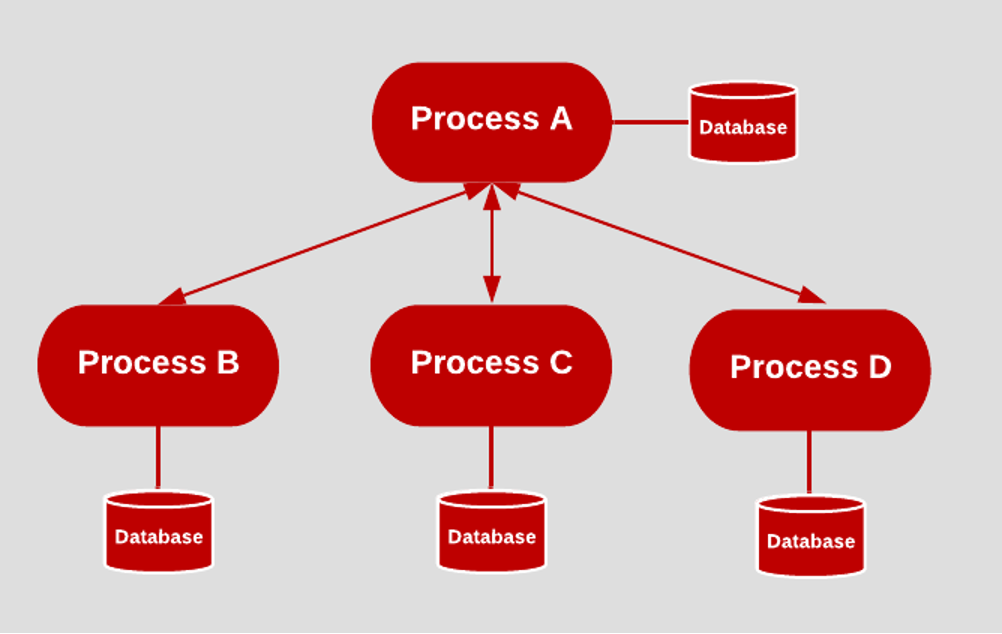 Process A
Database
Process B
Process C
Process D
Database
Database
Database